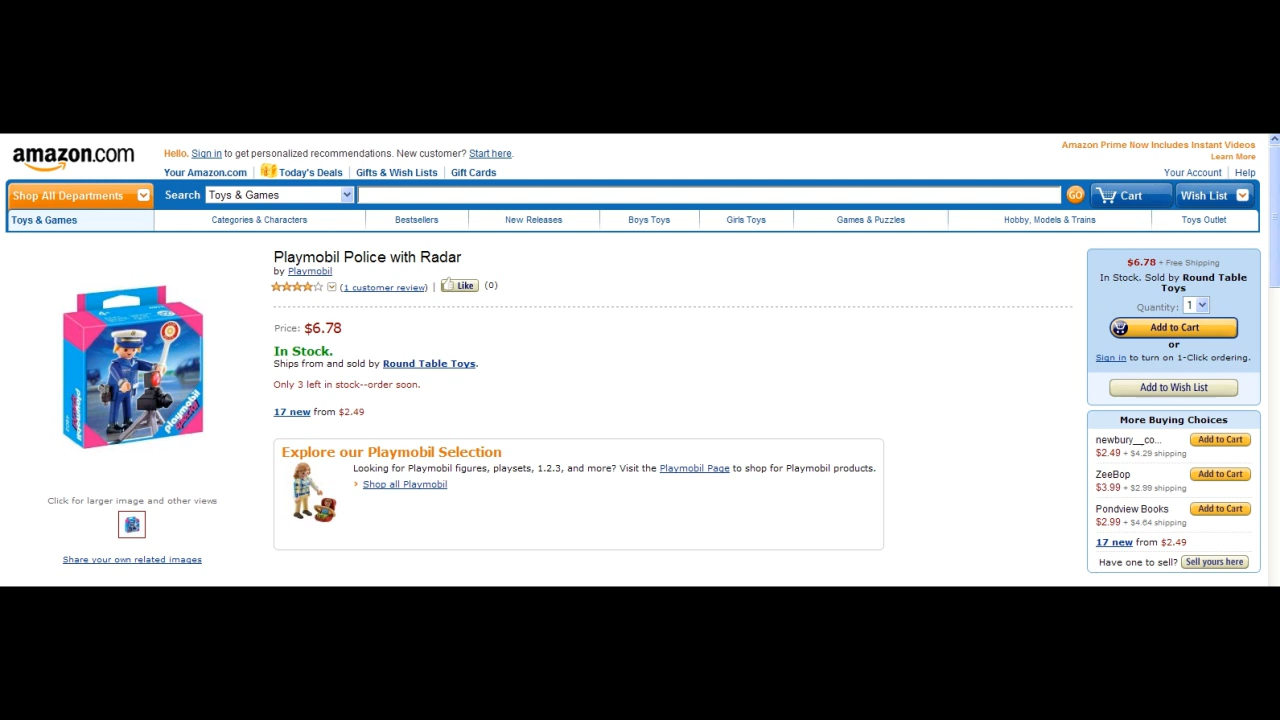 amazon.com
Hello. Sign in to get personalized recommendations. New customer? Start here.
Amazon Prime Now Includes Instant Videos
Learn More
Your Amazon.com | Today's Deals | Gifts & Wish Lists | Gift Cards
Your Account | Help
Shop All Departments Search Toys & Games GO Cart Wish List
Toys & Games Categories & Characters Bestsellers New Releases Boys Toys Girls Toys Games & Puzzles Hobby, Models & Trains Toys Outlet
Playmobil Police with Radar
by Playmobil
(1 customer review) | Like (0)
Price: $6.78
In Stock.
Ships from and sold by Round Table Toys.
Only 3 left in stock--order soon.
17 new from $2.49
playmobil
Click for larger image and other views
Share your own related images
Explore our Playmobil Selection
Looking for Playmobil figures, playsets, 1.2.3, and more? Visit the Playmobil Page to shop for Playmobil products.
› Shop all Playmobil
$6.78 + Free Shipping
In Stock. Sold by Round Table
Toys
Quantity: 1
Add to Cart
or
Sign in to turn on 1-Click ordering.
Add to Wish List
More Buying Choices
newbury__co... Add to Cart
$2.49 + $4.29 shipping
ZeeBop Add to Cart
$3.99 + $2.99 shipping
Pondview Books Add to Cart
$2.99 + $4.64 shipping
17 new from $2.49
Have one to sell? Sell yours here